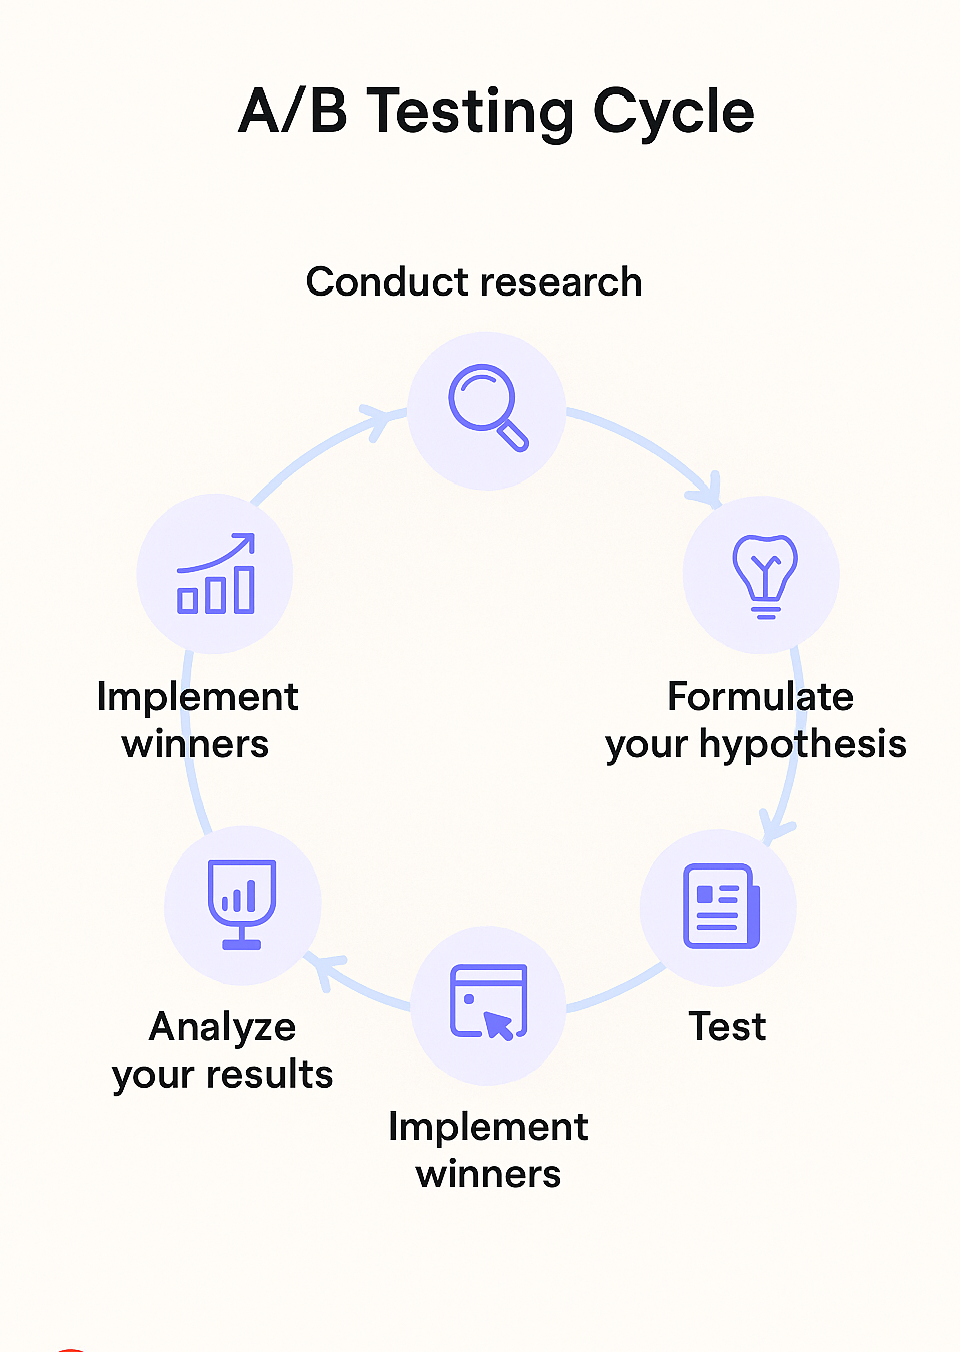 A/B Testing Cycle
Conduct research
Implement
winners
Formulate
your hypothesis
Analyze
your results
Test
Implement
winners